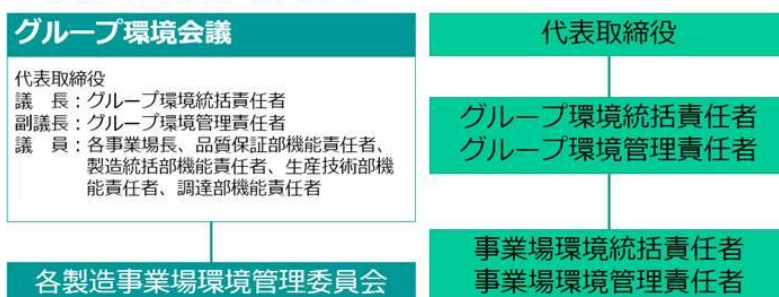 グループ環境会議
代表取締役
議　長：グループ環境統括責任者
副議長：グループ環境管理責任者
議　員：各事業場長、品質保証部機能責任者、
製造統括部機能責任者、生産技術部機
能責任者、調達部機能責任者
各製造事業場環境管理委員会
代表取締役
グループ環境統括責任者
グループ環境管理責任者
事業場環境統括責任者
事業場環境管理責任者